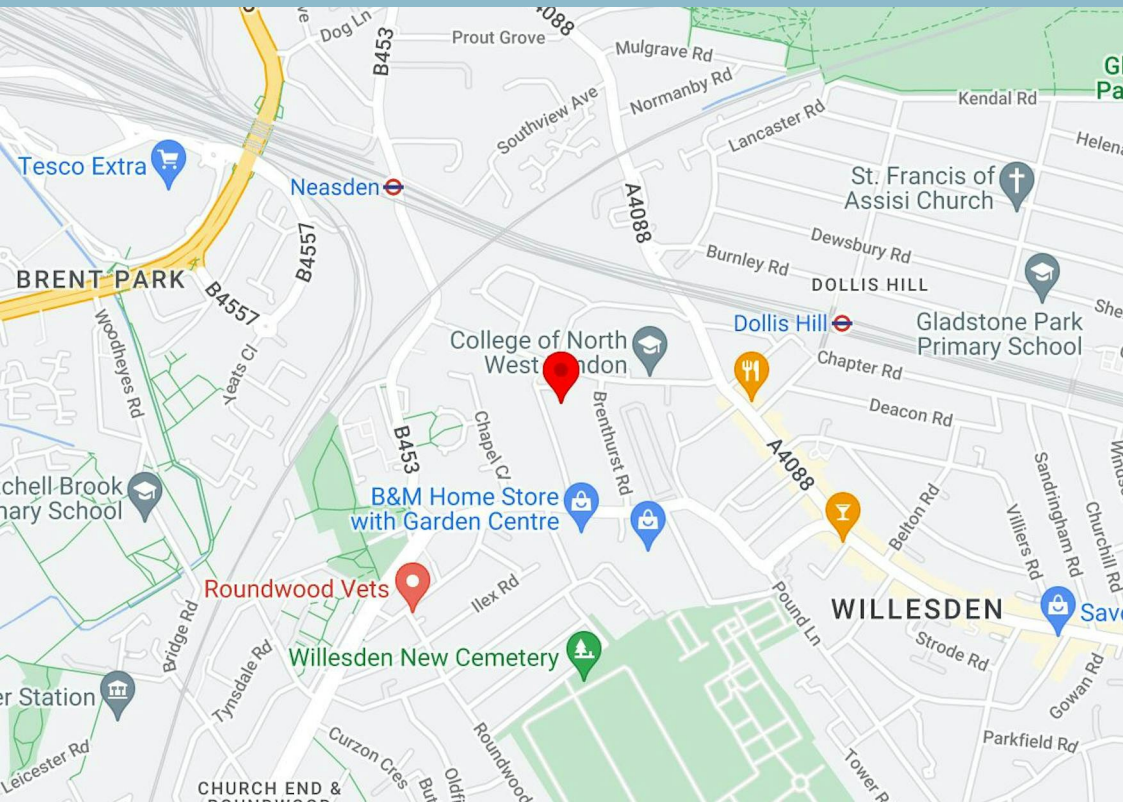 Dog Ln
B453
Prout Grove
4088
Mulgrave Rd
Normanby Rd
Southview Ave
Lancaster Rd
Kendal Rd
Tesco Extra
Neasden
A4088
St. Francis of
Assisi Church
B4557
Burnley Rd
Dewsbury Rd
BRENT PARK
B4557
DOLLIS HILL
Dollis Hill
Gladstone Park
Primary School
College of North
West
Woodheyes Rd
Yeats Cl
Chapter Rd
Deacon Rd
Brenthurst Rd
Chapel Cl
B453
A4088
B&M Home Store
with Garden Centre
Belton Rd
Villiers Rd
Sandringham Rd
Churchill Rd
Roundwood Vets
Ilex Rd
Pound Ln
WILLESDEN
Strode Rd
Gowan Rd
Bridge Rd
Tynsdale Rd
Willesden New Cemetery
Station
Leicester Rd
Curzon Cres
Roundwood
Parkfield Rd
Tower R
CHURCH END &